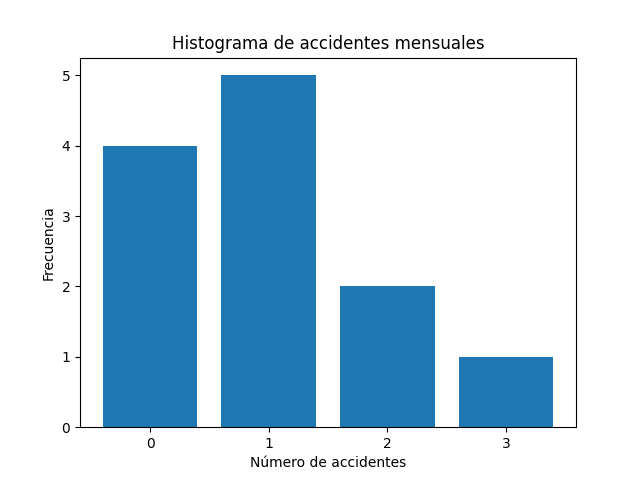 Histograma de accidentes mensuales
5
4
3
2
1
0
Frecuencia
0 1 2 3
Número de accidentes